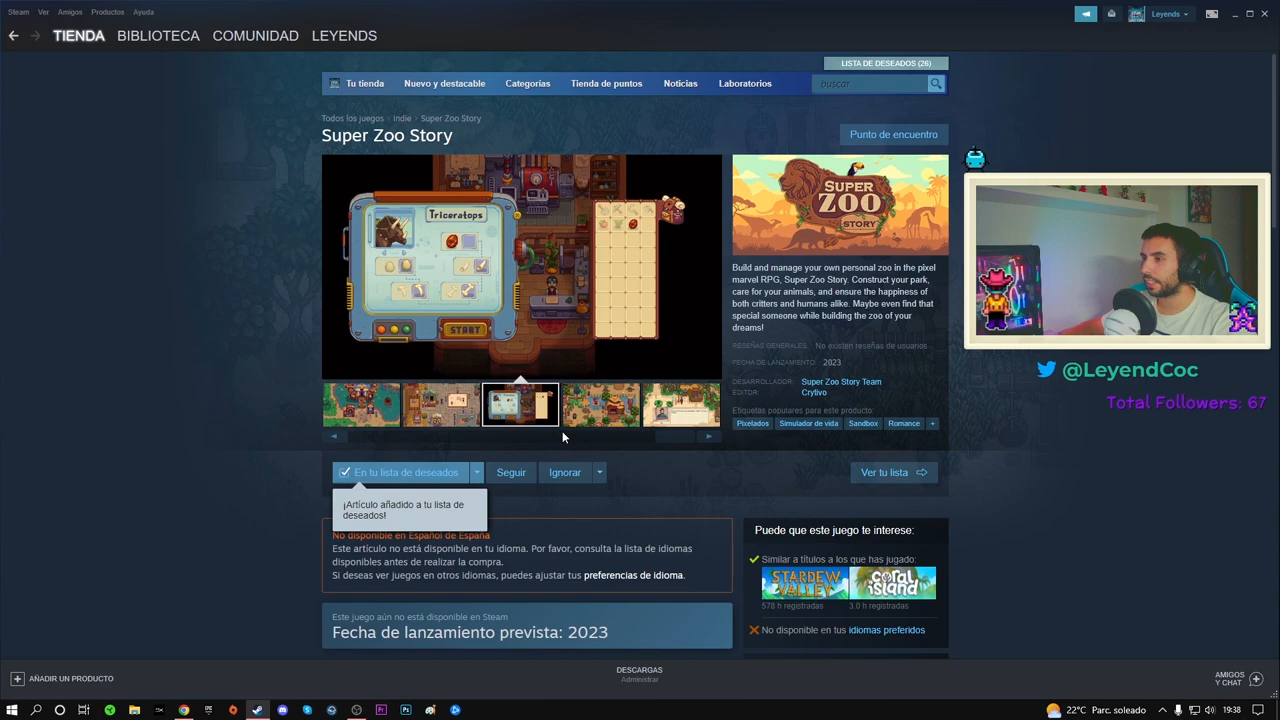 Steam Ver Amigos Productos Ayuda
Leyends
TIENDA BIBLIOTECA COMUNIDAD LEYENDS
LISTA DE DESEADOS (26)
Tu tienda Nuevo y destacable Categorías Tienda de puntos Noticias Laboratorios buscar
Todos los juegos Indie Super Zoo Story
Super Zoo Story
Punto de encuentro
Triceratops
START
SUPER
ZOO
STORY
Build and manage your own personal zoo in the pixel
marvel RPG, Super Zoo Story. Construct your park,
care for your animals, and ensure the happiness of
both critters and humans alike. Maybe even find that
special someone while building the zoo of your
dreams!
RESEÑAS GENERALES: No existen reseñas de usuarios
FECHA DE LANZAMIENTO: 2023
DESARROLLADOR: Super Zoo Story Team
EDITOR: Crytivo
Etiquetas populares para este producto:
Pixelados Simulador de vida Sandbox Romance +
@LeyendCoc
Total Followers: 67
En tu lista de deseados Seguir Ignorar Ver tu lista
¡Artículo añadido a tu lista de
deseados!
No disponible en Español de España
Este artículo no está disponible en tu idioma. Por favor, consulta la lista de idiomas
disponibles antes de realizar la compra.
Si deseas ver juegos en otros idiomas, puedes ajustar tus preferencias de idioma.
Este juego aún no está disponible en Steam
Fecha de lanzamiento prevista: 2023
Puede que este juego te interese:
Similar a títulos a los que has jugado:
STARDEW
VALLEY
coral
island
578 h registradas 3.0 h registradas
No disponible en tus idiomas preferidos
AÑADIR UN PRODUCTO
DESCARGAS
Administrar
AMIGOS
Y CHAT
22°C Parc. soleado 19:38